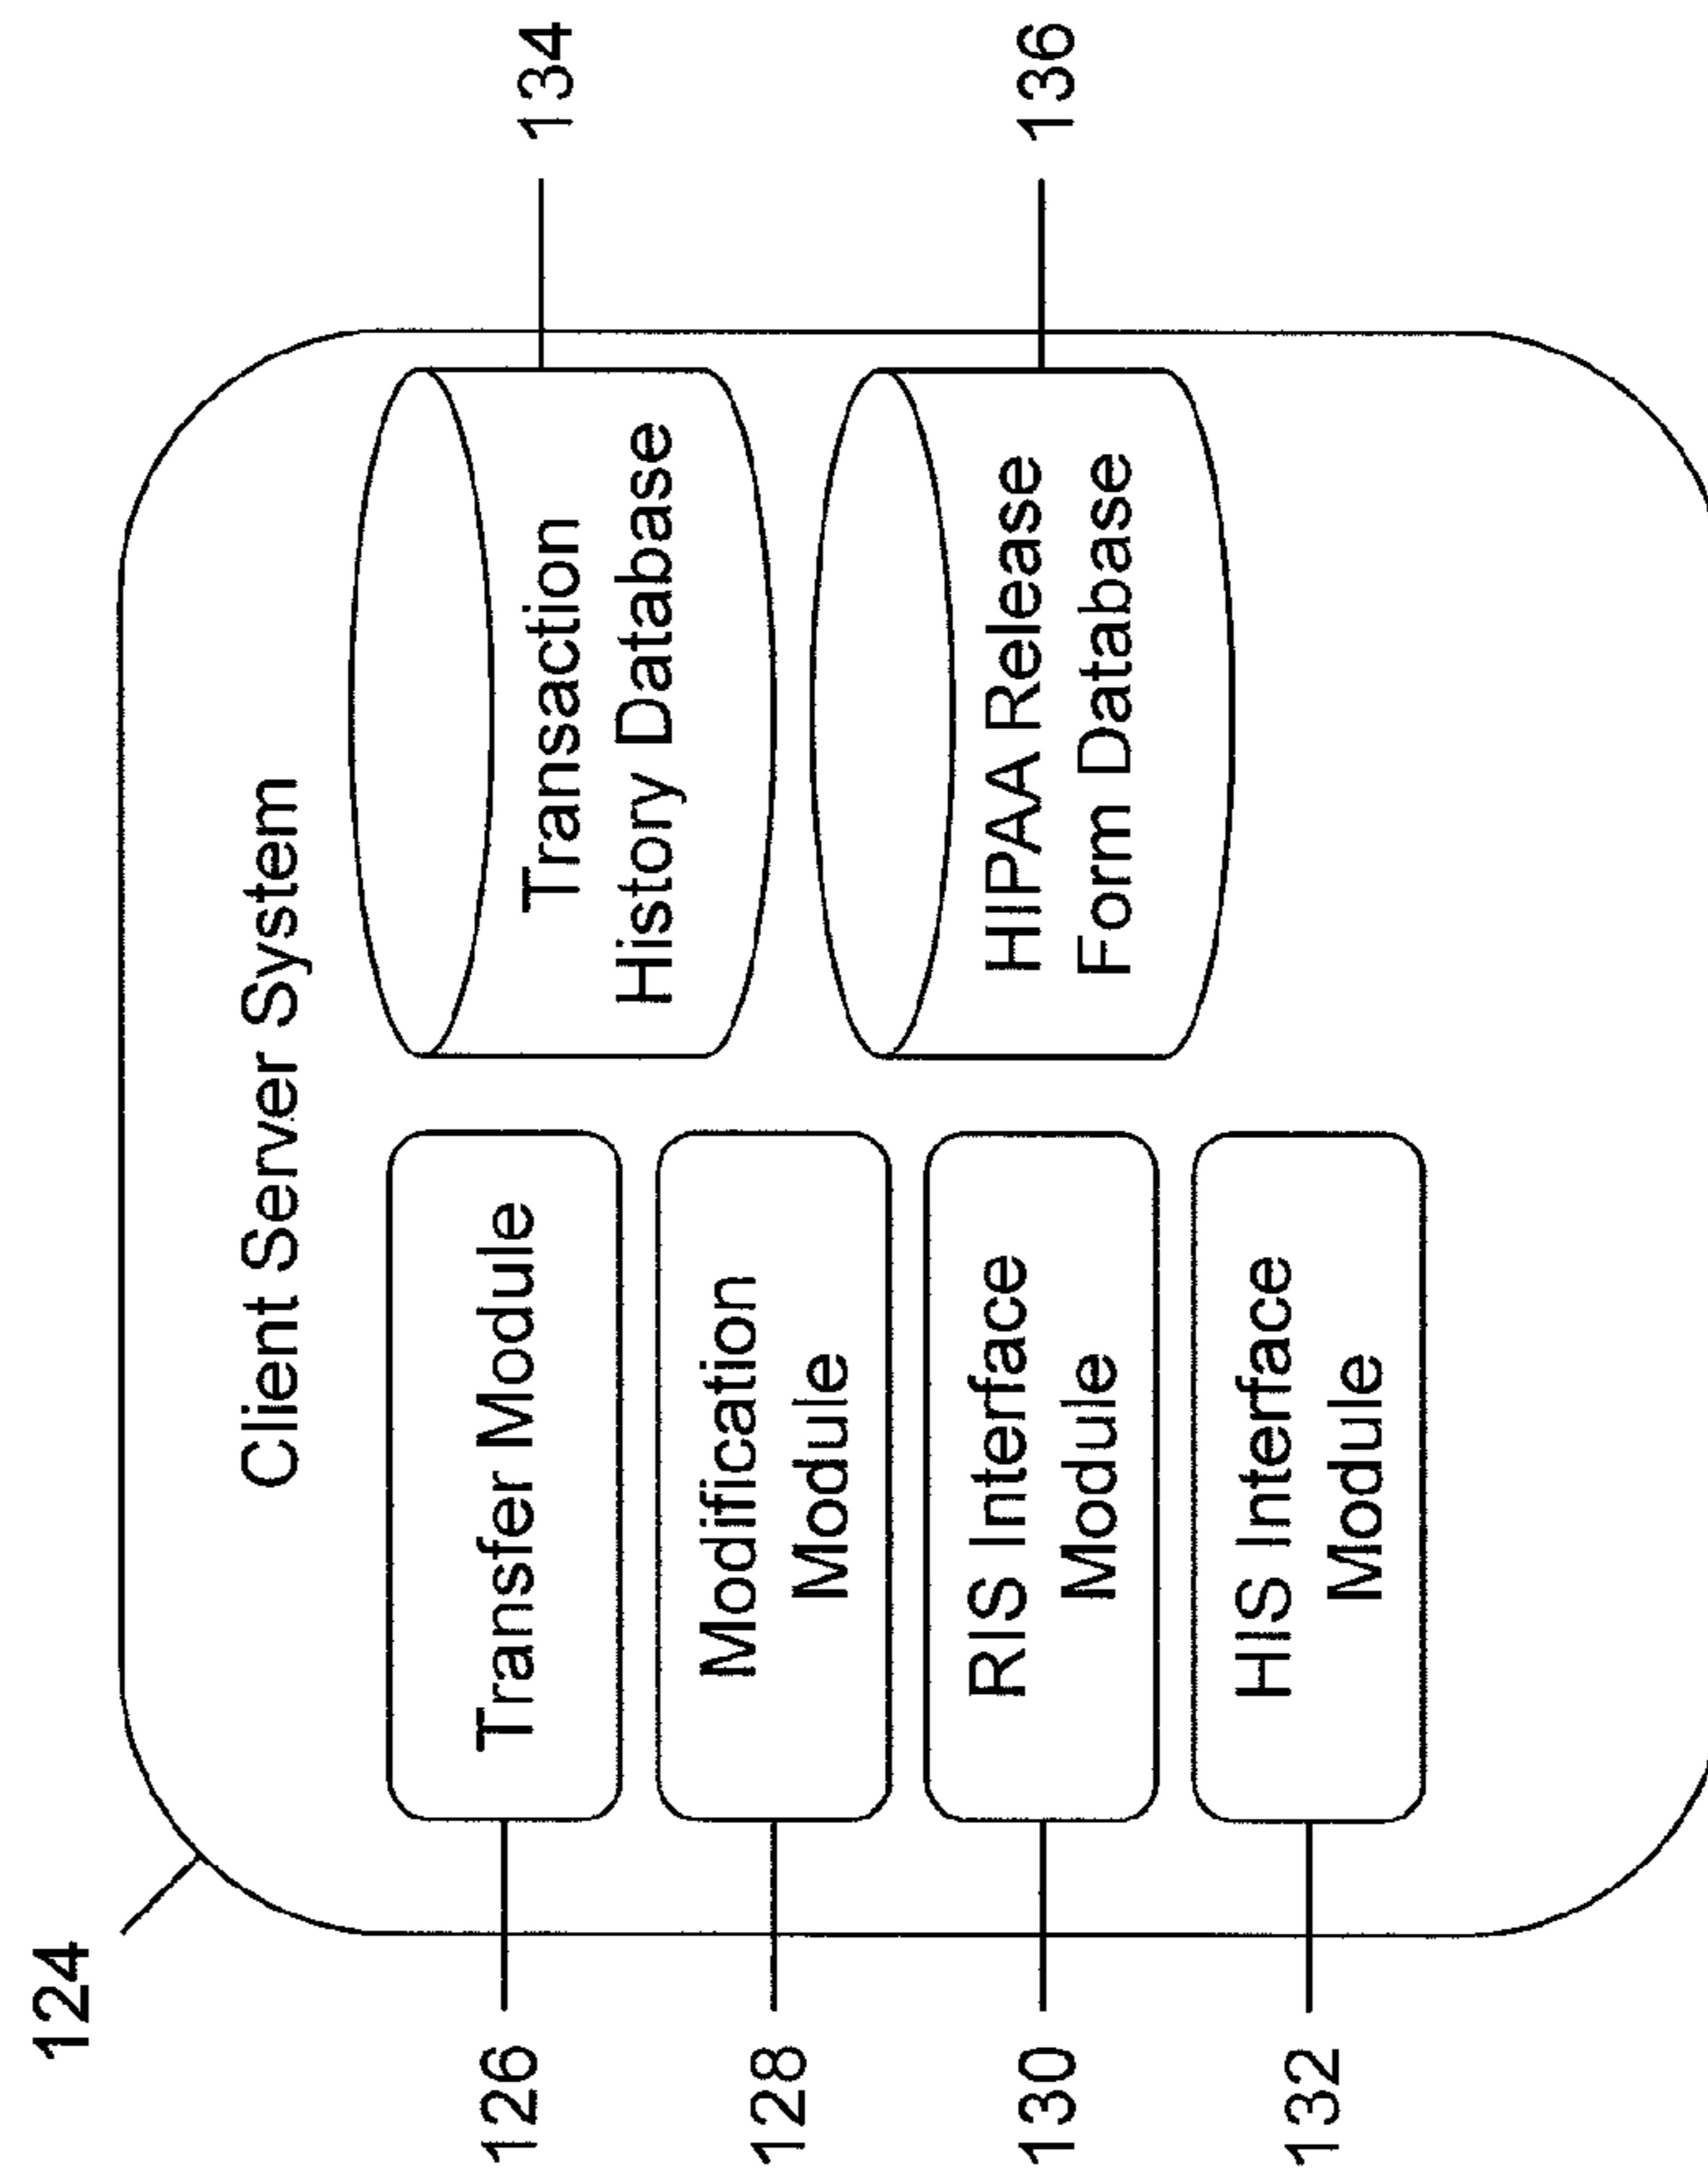 124
Client Server System
126
Transfer Module
Transaction
History Database
134
128
Modification
Module
130
RIS Interface
Module
HIPAA Release
Form Database
136
132
HIS Interface
Module